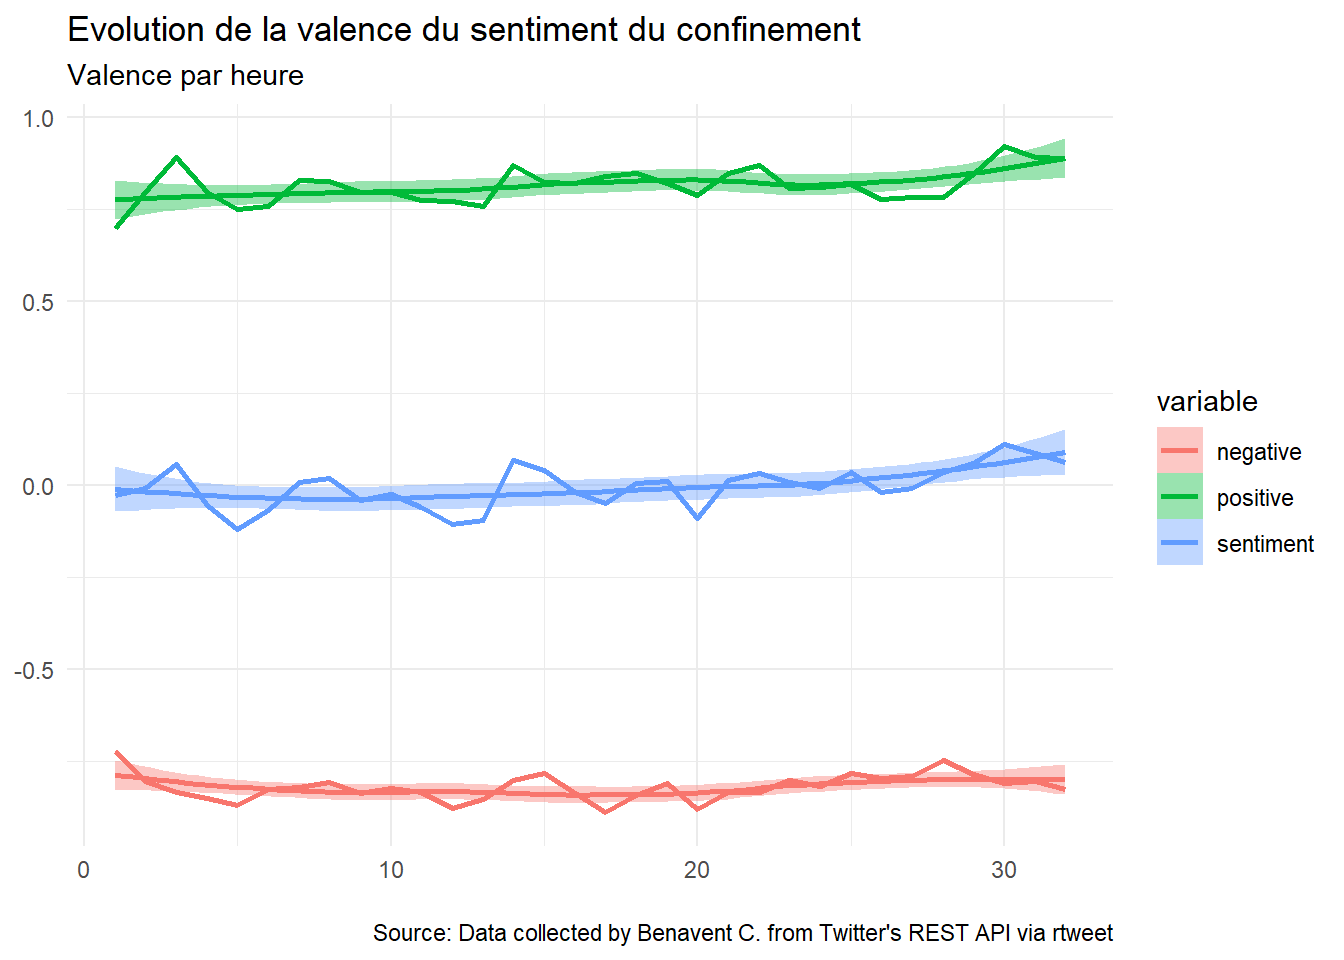 Evolution de la valence du sentiment du confinement
Valence par heure
1.0
0.5
0.0
-0.5
0 10 20 30
variable
negative
positive
sentiment
Source: Data collected by Benavent C. from Twitter's REST API via rtweet